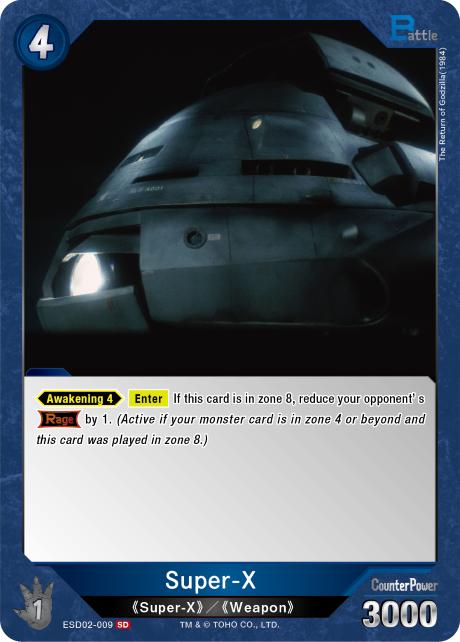 4
Battle
The Return of Godzilla(1984)
Awakening 4 Enter If this card is in zone 8, reduce your opponent's
Rage by 1. (Active if your monster card is in zone 4 or beyond and
this card was played in zone 8.)
Super-X
CounterPower
《Super-X》／《Weapon》
3000
1
ESD02-009 SD
TM & © TOHO CO., LTD.